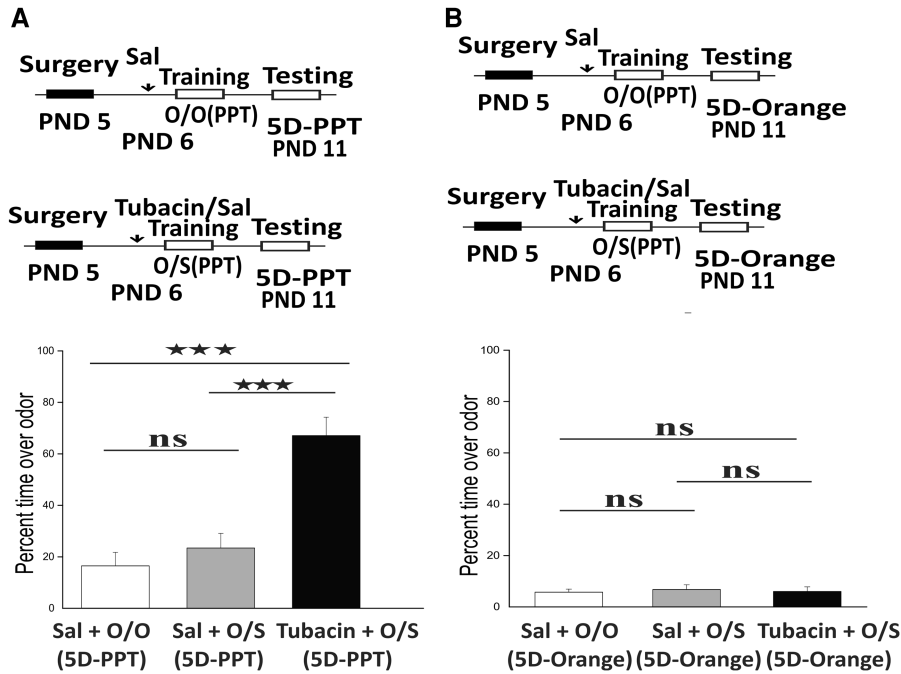 A
Surgery Sal Training Testing
PND 5 PND 6 O/O(PPT) 5D-PPT
PND 11
Surgery Tubacin/Sal Testing
Training
PND 5 PND 6 O/S(PPT) 5D-PPT
PND 11
★★★
★★★
ns
100
80
60
40
20
0
Percent time over odor
Sal + O/O Sal + O/S Tubacin + O/S
(5D-PPT) (5D-PPT) (5D-PPT)
B
Surgery Sal Training Testing
PND 5 PND 6 O/O(PPT) 5D-Orange
PND 11
Surgery Tubacin/Sal Testing
Training
PND 5 PND 6 O/S(PPT) 5D-Orange
PND 11
ns
ns
ns
100
80
60
40
20
0
Percent time over odor
Sal + O/O Sal + O/S Tubacin + O/S
(5D-Orange) (5D-Orange) (5D-Orange)